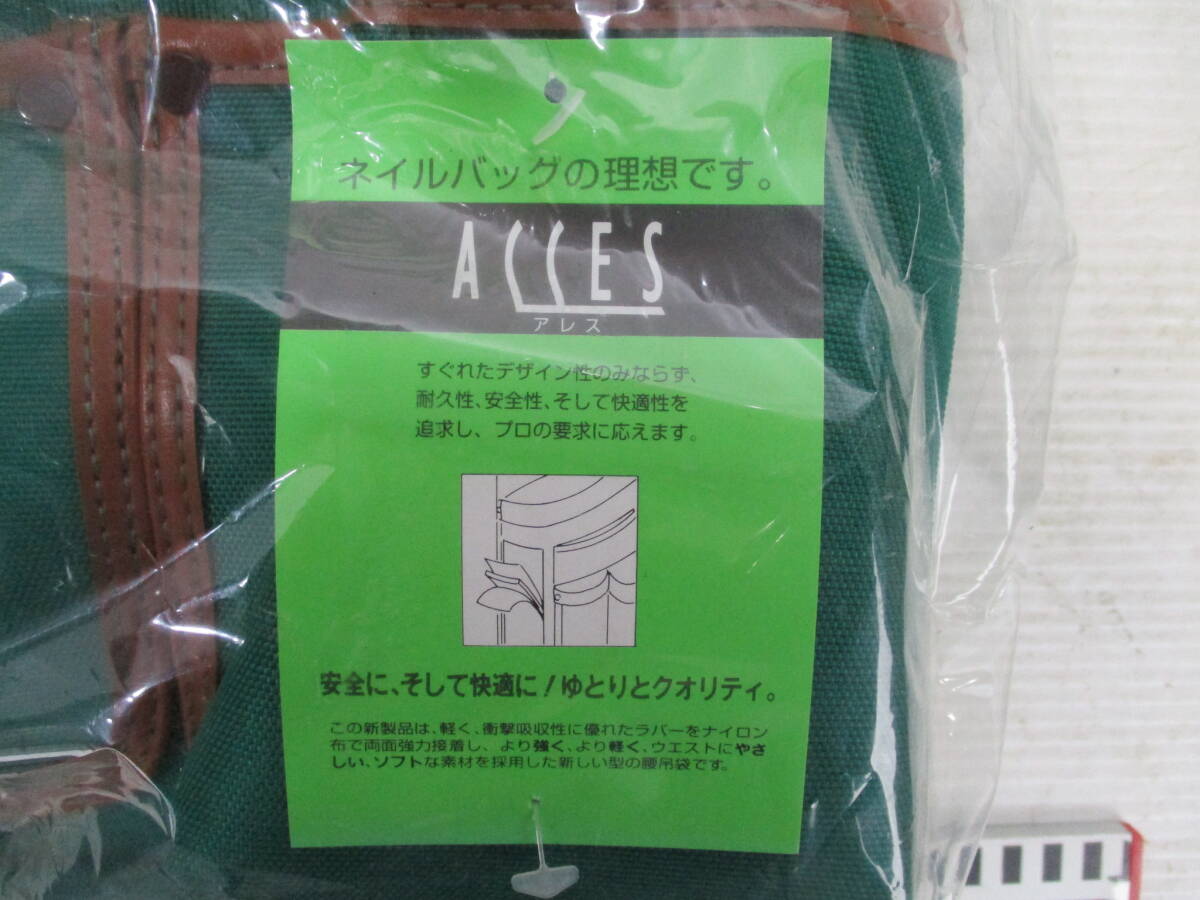 ネイルバッグの理想です。
ACCES
アレス
すぐれたデザイン性のみならず、
耐久性、安全性、そして快適性を
追求し、プロの要求に応えます。
安全に、そして快適に!ゆとりとクオリティ。
この新製品は、軽く、衝撃吸収性に優れたラバーをナイロン
布で両面強力接着し、より強く、より軽く、ウエストにやさ
しい、ソフトな素材を採用した新しい型の腰吊袋です。